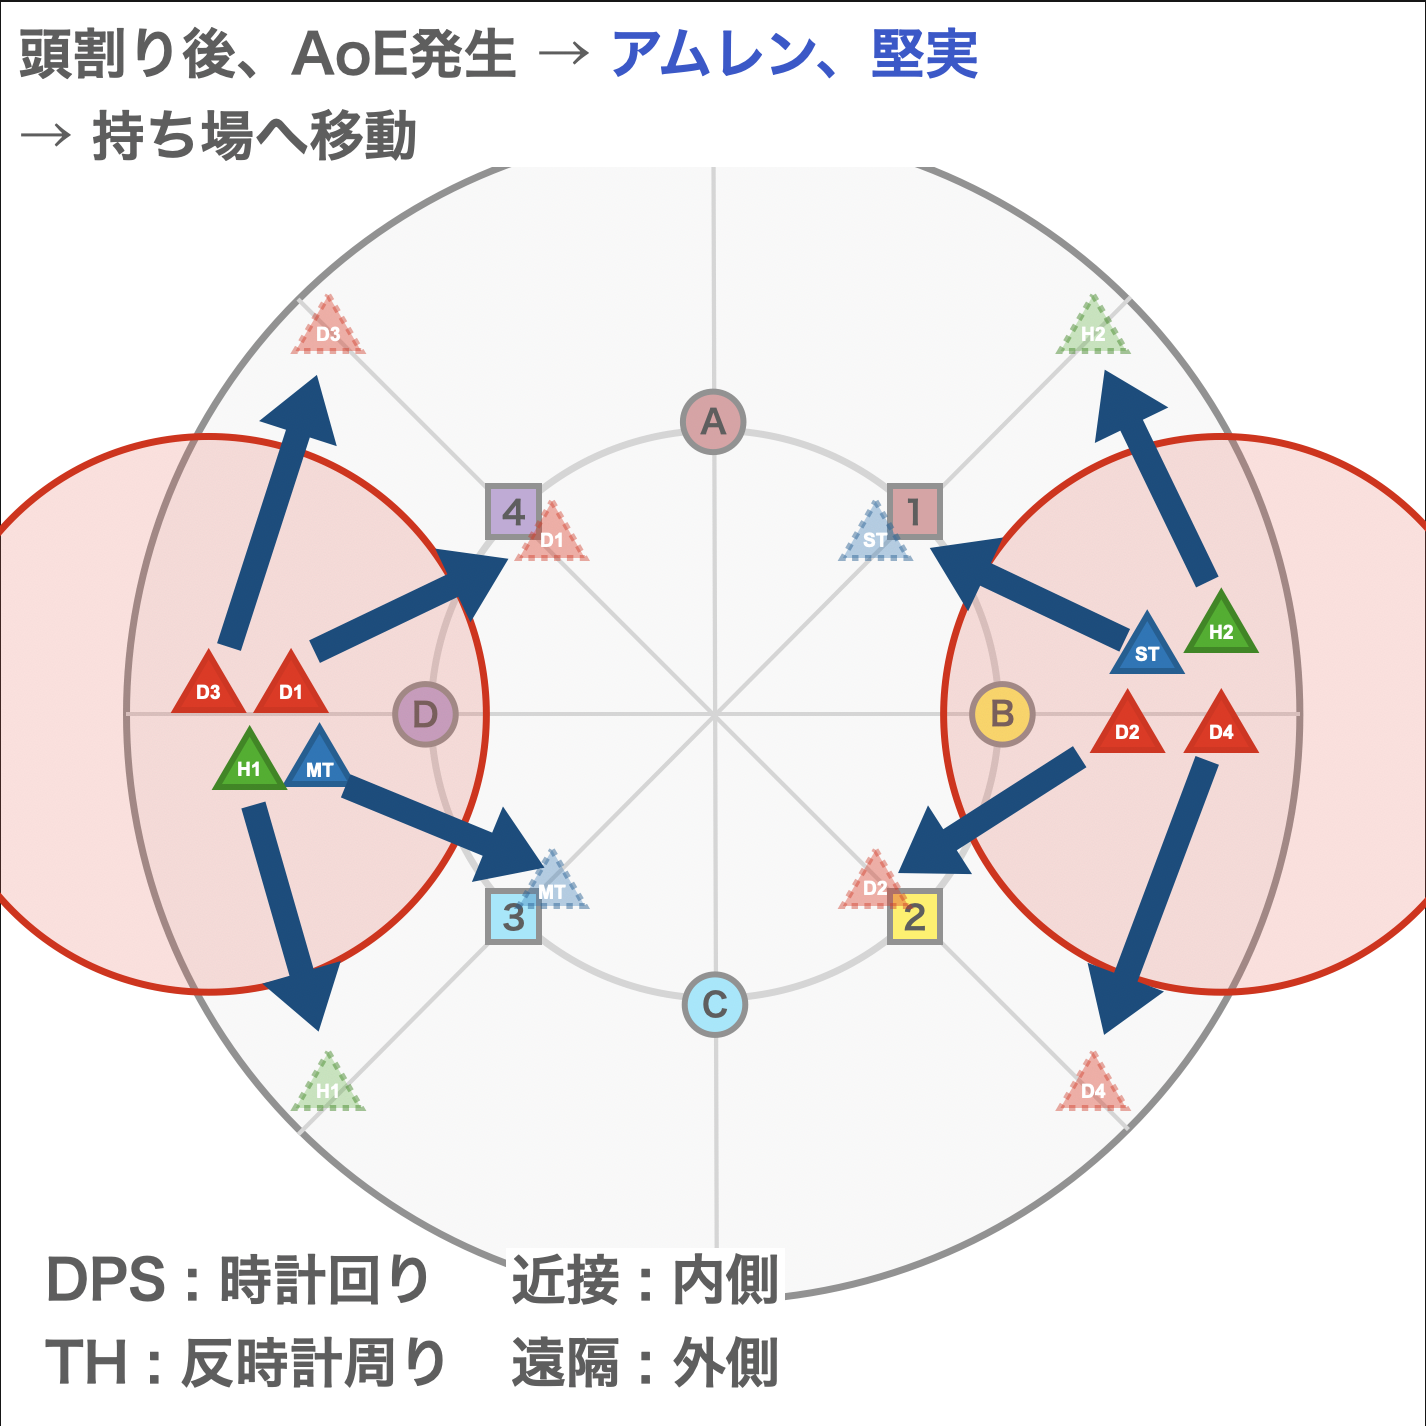 頭割り後、AoE発生 → アムレン、堅実
→ 持ち場へ移動
D3
H2
A
4
1
D1
ST
H2
ST
D3
D1
D
B
D2
D4
H1
MT
MT
D2
3
2
C
H1
D4
DPS：時計回り 近接：内側
TH：反時計周り 遠隔：外側